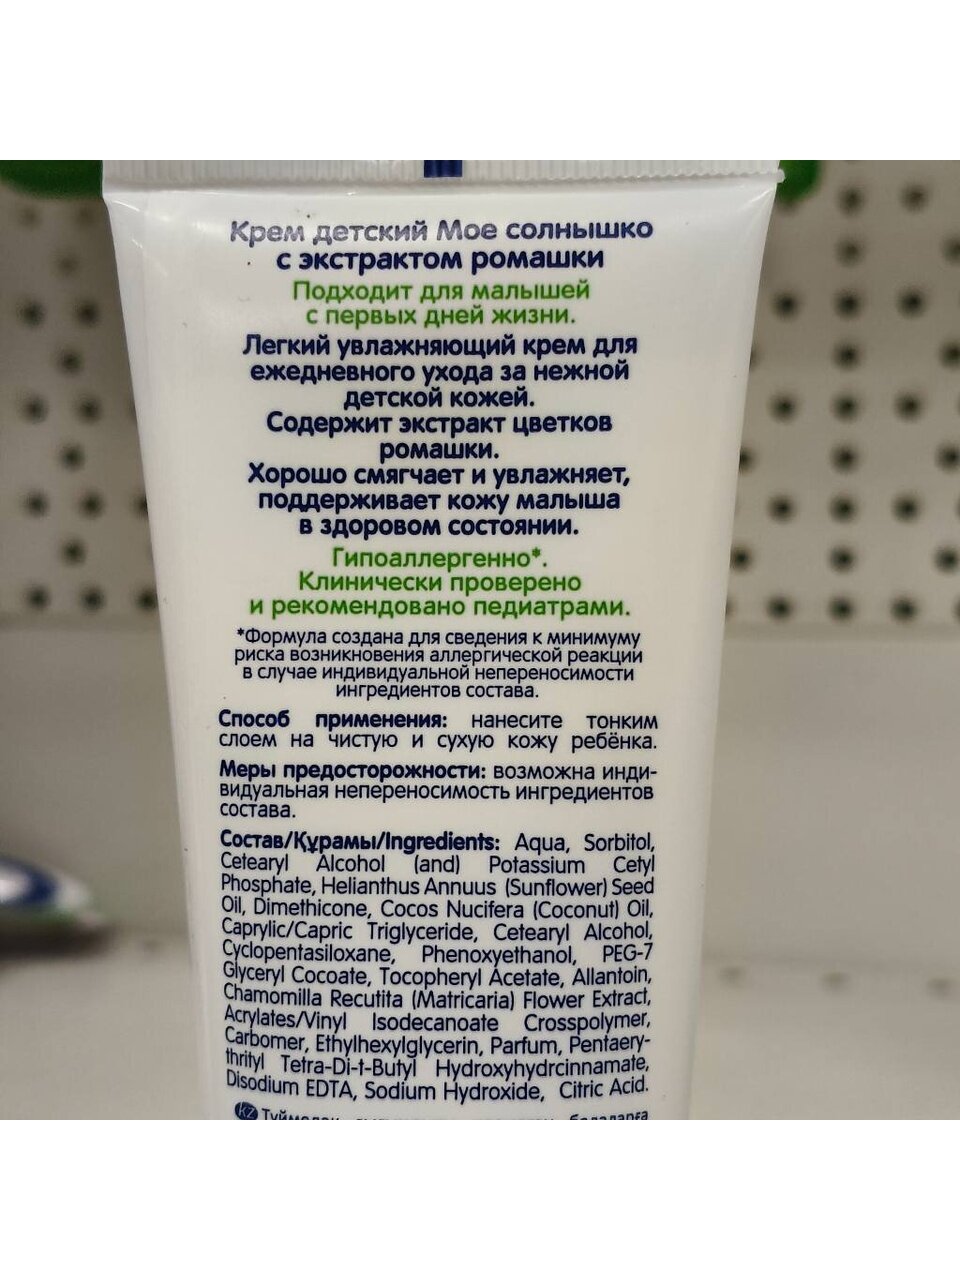 Крем детский Мое солнышко
с экстрактом ромашки
Подходит для малышей
с первых дней жизни.
Легкий увлажняющий крем для
ежедневного ухода за нежной
детской кожей.
Содержит экстракт цветков
ромашки.
Хорошо смягчает и увлажняет,
поддерживает кожу малыша
в здоровом состоянии.
Гипоаллергенно*.
Клинически проверено
и рекомендовано педиатрами.
*Формула создана для сведения к минимуму
риска возникновения аллергической реакции
в случае индивидуальной непереносимости
ингредиентов состава.
Способ применения: нанесите тонким
слоем на чистую и сухую кожу ребёнка.
Меры предосторожности: возможна инди-
видуальная непереносимость ингредиентов
состава.
Состав/Құрамы/Ingredients: Aqua, Sorbitol,
Cetearyl Alcohol (and) Potassium Cetyl
Phosphate, Helianthus Annuus (Sunflower) Seed
Oil, Dimethicone, Cocos Nucifera (Coconut) Oil,
Caprylic/Capric Triglyceride, Cetearyl Alcohol,
Cyclopentasiloxane, Phenoxyethanol, PEG-7
Glyceryl Cocoate, Tocopheryl Acetate, Allantoin,
Chamomilla Recutita (Matricaria) Flower Extract,
Acrylates/Vinyl Isodecanoate Crosspolymer,
Carbomer, Ethylhexylglycerin, Parfum, Pentaery-
thrityl Tetra-Di-t-Butyl Hydroxyhydrcinnamate,
Disodium EDTA, Sodium Hydroxide, Citric Acid.
KZ